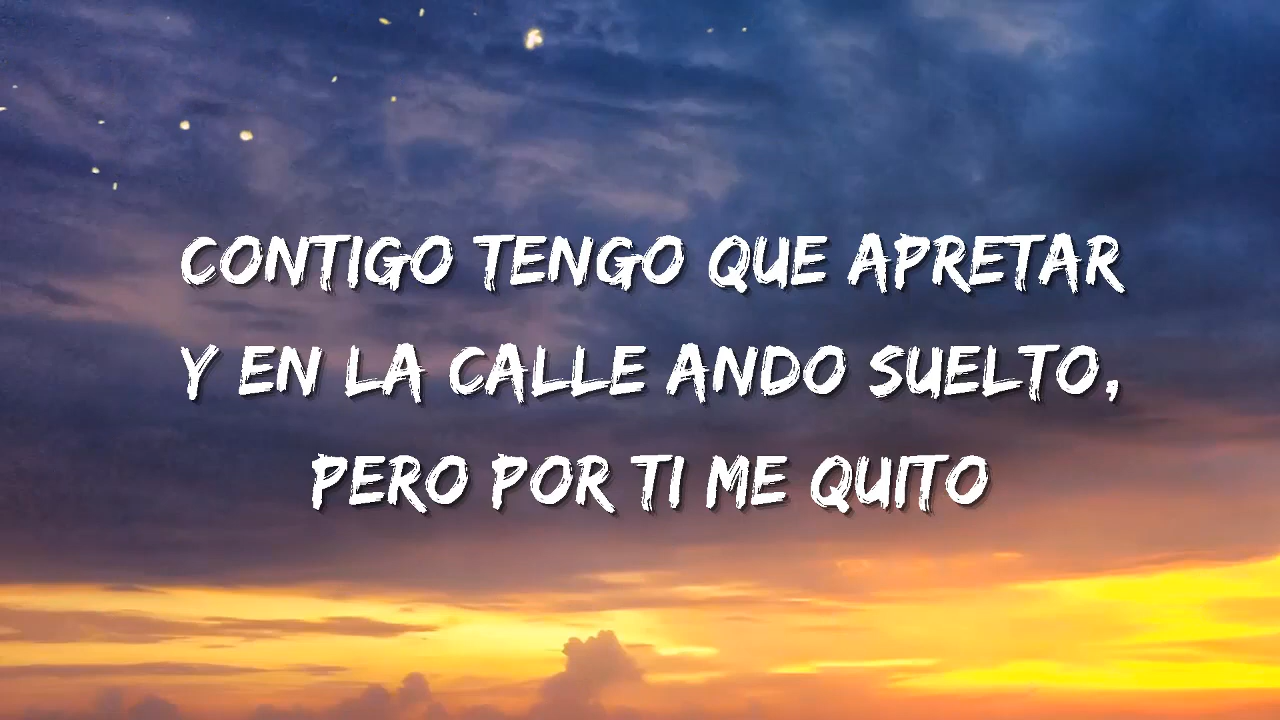 CONTIGO TENGO QUE APRETAR
Y EN LA CALLE ANDO SUELTO,
PERO POR TI ME QUITO